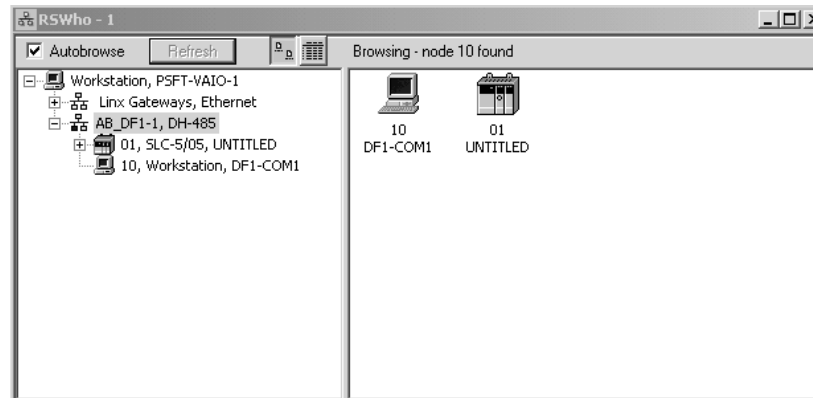 RSWho - 1
Autobrowse Refresh Browsing - node 10 found
Workstation, PSFT-VAIO-1
Linx Gateways, Ethernet
AB_DF1-1, DH-485
01, SLC-5/05, UNTITLED
10, Workstation, DF1-COM1
10
DF1-COM1
01
UNTITLED